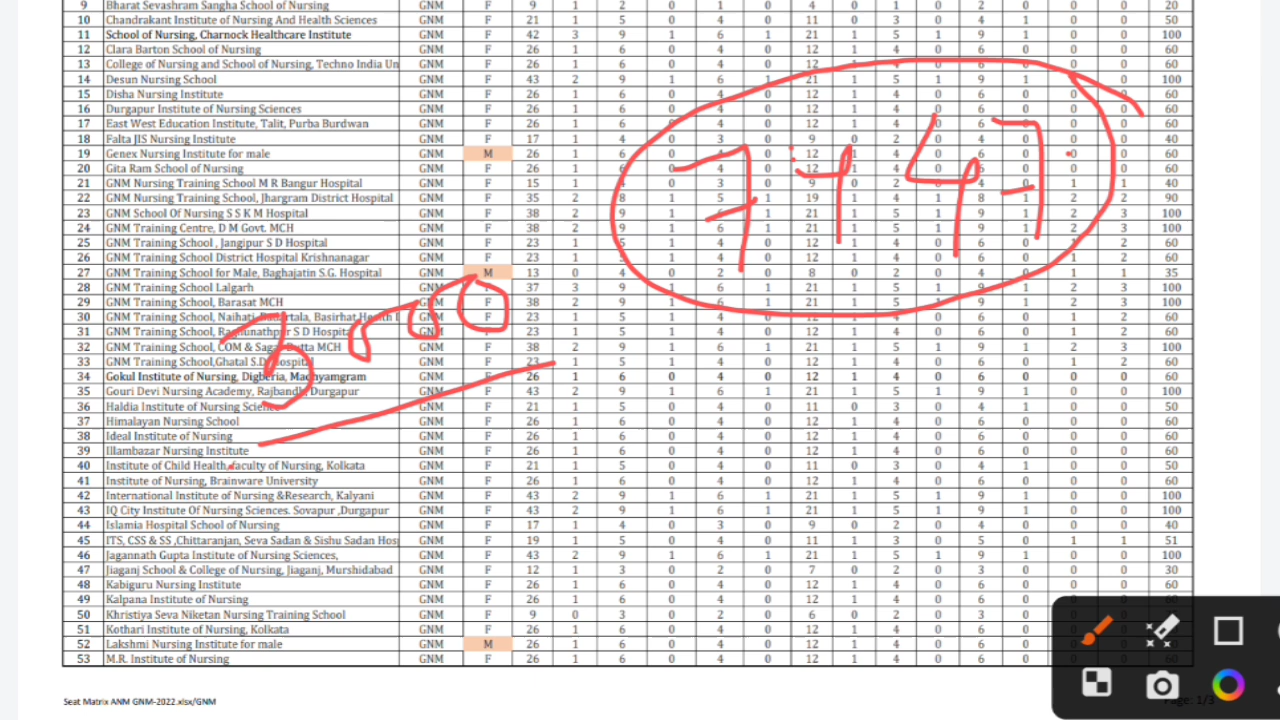 9 Bharat Sevashram Sangha School of Nursing GNM F 9 1 2 0 1 0 4 0 1 0 2 0 0 0 20
10 Chandrakant Institute of Nursing And Health Sciences GNM F 21 1 5 0 4 0 11 0 3 0 4 1 0 0 50
11 School of Nursing, Charnock Healthcare Institute GNM F 42 3 9 1 6 1 21 1 5 1 9 1 0 0 100
12 Clara Barton School of Nursing GNM F 26 1 6 0 4 0 12 1 4 0 6 0 0 0 60
13 College of Nursing and School of Nursing, Techno India Un GNM F 26 1 6 0 4 0 12 1 4 0 6 0 0 0 60
14 Desun Nursing School GNM F 43 2 9 1 6 1 21 1 5 1 9 1 0 0 100
15 Disha Nursing Institute GNM F 26 1 6 0 4 0 12 1 4 0 6 0 0 0 60
16 Durgapur Institute of Nursing Sciences GNM F 26 1 6 0 4 0 12 1 4 0 6 0 0 0 60
17 East West Education Institute, Talit, Purba Burdwan GNM F 26 1 6 0 4 0 12 1 4 0 6 0 0 0 60
18 Falta JIS Nursing Institute GNM F 17 1 4 0 3 0 9 0 2 0 4 0 0 0 40
19 Genex Nursing Institute for male GNM M 26 1 6 0 4 0 12 1 4 0 6 0 0 0 60
20 Gita Ram School of Nursing GNM F 26 1 6 0 4 0 12 1 4 0 6 0 0 0 60
21 GNM Nursing Training School M R Bangur Hospital GNM F 15 1 4 0 3 0 9 0 2 0 4 0 1 1 40
22 GNM Nursing Training School, Jhargram District Hospital GNM F 35 2 8 1 5 1 19 1 4 1 8 1 2 2 90
23 GNM School Of Nursing S S K M Hospital GNM F 38 2 9 1 6 1 21 1 5 1 9 1 2 3 100
24 GNM Training Centre, D M Govt. MCH GNM F 38 2 9 1 6 1 21 1 5 1 9 1 2 3 100
25 GNM Training School , Jangipur S D Hospital GNM F 23 1 5 1 4 0 12 1 4 0 6 0 1 2 60
26 GNM Training School District Hospital Krishnanagar GNM F 23 1 5 1 4 0 12 1 4 0 6 0 1 2 60
27 GNM Training School for Male, Baghajatin S.G. Hospital GNM M 13 0 4 0 2 0 8 0 2 0 4 0 1 1 35
28 GNM Training School Lalgarh GNM F 37 3 9 1 6 1 21 1 5 1 9 1 2 3 100
29 GNM Training School, Barasat MCH GNM F 38 2 9 1 6 1 21 1 5 1 9 1 2 3 100
30 GNM Training School, Naihati Basirhat GNM F 23 1 5 1 4 0 12 1 4 0 6 0 1 2 60
31 GNM Training School, Raghunathpur S D Hospital GNM F 23 1 5 1 4 0 12 1 4 0 6 0 1 2 60
32 GNM Training School, COM & Sagar Dutta MCH GNM F 38 2 9 1 6 1 21 1 5 1 9 1 2 3 100
33 GNM Training School,Ghatal S.D. Hospital GNM F 23 1 5 1 4 0 12 1 4 0 6 0 1 2 60
34 Gokul Institute of Nursing, Digberia, Madhyamgram GNM F 26 1 6 0 4 0 12 1 4 0 6 0 0 0 60
35 Gouri Devi Nursing Academy, Rajbandh, Durgapur GNM F 43 2 9 1 6 1 21 1 5 1 9 1 0 0 100
36 Haldia Institute of Nursing Science GNM F 21 1 5 0 4 0 11 0 3 0 4 1 0 0 50
37 Himalayan Nursing School GNM F 26 1 6 0 4 0 12 1 4 0 6 0 0 0 60
38 Ideal Institute of Nursing GNM F 26 1 6 0 4 0 12 1 4 0 6 0 0 0 60
39 Illambazar Nursing Institute GNM F 26 1 6 0 4 0 12 1 4 0 6 0 0 0 60
40 Institute of Child Health, faculty of Nursing, Kolkata GNM F 21 1 5 0 4 0 11 0 3 0 4 1 0 0 50
41 Institute of Nursing, Brainware University GNM F 26 1 6 0 4 0 12 1 4 0 6 0 0 0 60
42 International Institute of Nursing &Research, Kalyani GNM F 43 2 9 1 6 1 21 1 5 1 9 1 0 0 100
43 IQ City Institute Of Nursing Sciences. Sovapur ,Durgapur GNM F 43 2 9 1 6 1 21 1 5 1 9 1 0 0 100
44 Islamia Hospital School of Nursing GNM F 17 1 4 0 3 0 9 0 2 0 4 0 0 0 40
45 ITS, CSS & SS ,Chittaranjan, Seva Sadan & Sishu Sadan Hos GNM F 19 1 5 0 4 0 11 1 3 0 5 0 1 1 51
46 Jagannath Gupta Institute of Nursing Sciences, GNM F 43 2 9 1 6 1 21 1 5 1 9 1 0 0 100
47 Jiaganj School & College of Nursing, Jiaganj, Murshidabad GNM F 12 1 3 0 2 0 7 0 2 0 3 0 0 0 30
48 Kabiguru Nursing Institute GNM F 26 1 6 0 4 0 12 1 4 0 6 0 0 0 60
49 Kalpana Institute of Nursing GNM F 26 1 6 0 4 0 12 1 4 0 6 0 0
50 Khristiya Seva Niketan Nursing Training School GNM F 9 0 3 0 2 0 6 0 2 0 3 0
51 Kothari Institute of Nursing, Kolkata GNM F 26 1 6 0 4 0 12 1 4 0 6 0
52 Lakshmi Nursing Institute for male GNM M 26 1 6 0 4 0 12 1 4 0 6 0
53 M.R. Institute of Nursing GNM F 26 1 6 0 4 0 12 1 4 0 6 0
7497
3000
Seat Matrix ANM GNM-2022.xlsx/GNM
Page: 1/3